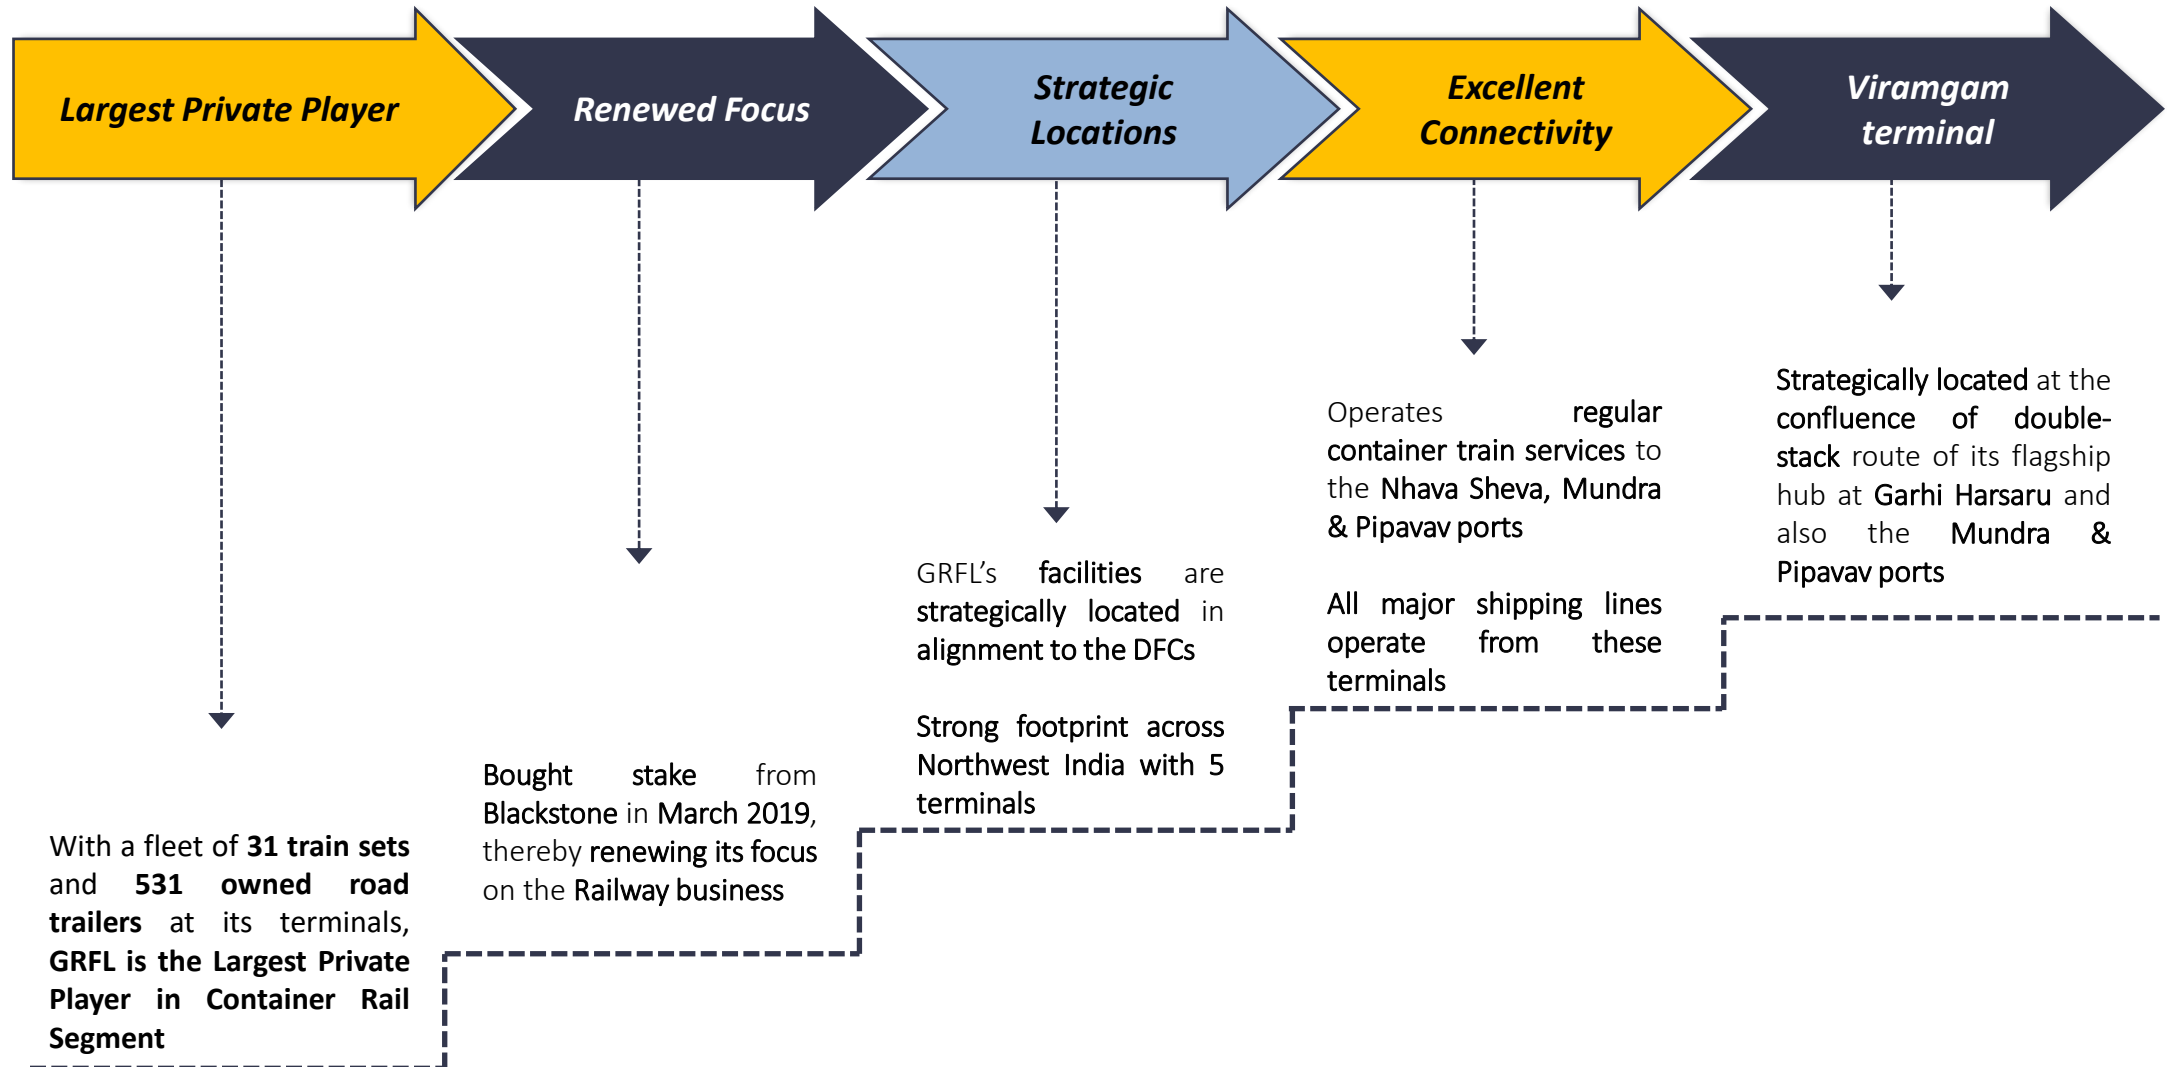 Largest Private Player
Renewed Focus
Strategic
Locations
Excellent
Connectivity
Viramgam
terminal
With a fleet of 31 train sets
and 531 owned road
trailers at its terminals,
GRFL is the Largest Private
Player in Container Rail
Segment
Bought stake from
Blackstone in March 2019,
thereby renewing its focus
on the Railway business
GRFL’s facilities are
strategically located in
alignment to the DFCs
Strong footprint across
Northwest India with 5
terminals
Operates regular
container train services to
the Nhava Sheva, Mundra
& Pipavav ports
All major shipping lines
operate from these
terminals
Strategically located at the
confluence of double-
stack route of its flagship
hub at Garhi Harsaru and
also the Mundra &
Pipavav ports